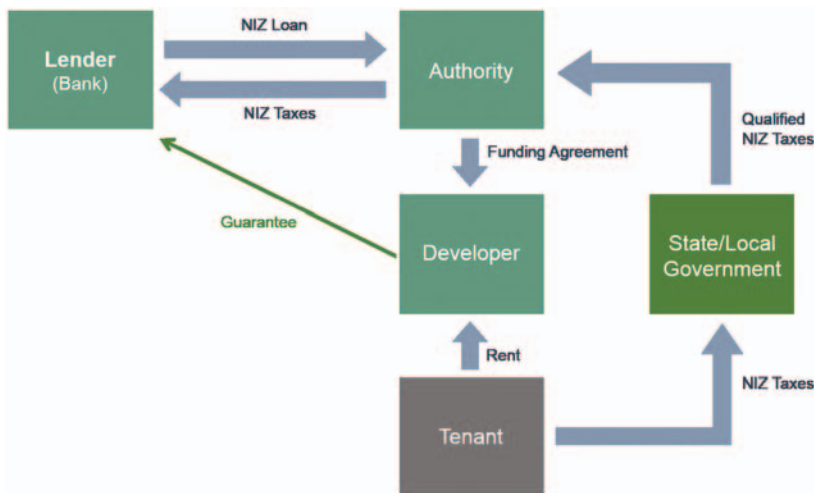 NIZ Loan
Lender
(Bank)
Authority
NIZ Taxes
Qualified
NIZ Taxes
Funding Agreement
Guarantee
Developer
State/Local
Government
Rent
NIZ Taxes
Tenant